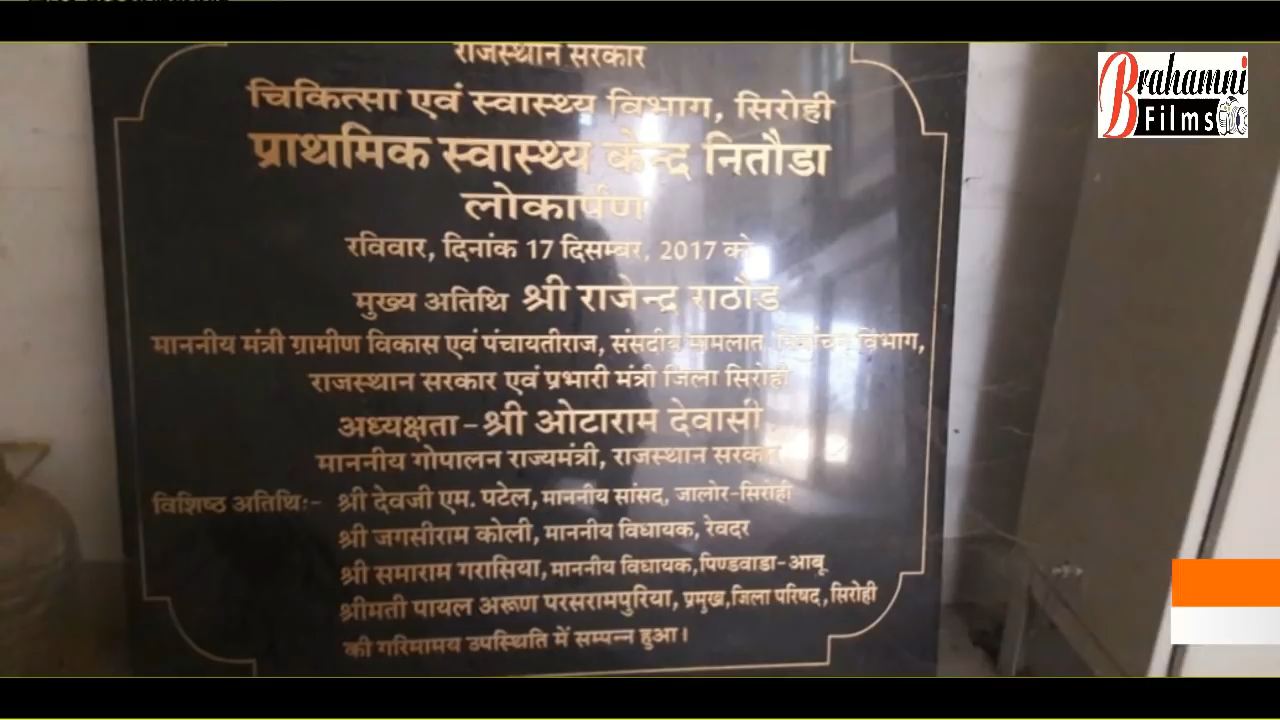 राजस्थान सरकार
चिकित्सा एवं स्वास्थ्य विभाग, सिरोही
प्राथमिक स्वास्थ्य केन्द्र नितौडा
लोकार्पण
रविवार, दिनांक 17 दिसम्बर, 2017 को
मुख्य अतिथि श्री राजेन्द्र राठौड
माननीय मंत्री ग्रामीण विकास एवं पंचायतीराज, संसदीय मामलात, विभाग,
राजस्थान सरकार एवं प्रभारी मंत्री जिला सिरोही
अध्यक्षता-श्री ओटाराम देवासी,
माननीय गोपालन राज्यमंत्री, राजस्थान सरकार
विशिष्ठ अतिथिः- श्री देवजी एम. पटेल, माननीय सांसद, जालोर-सिरोही
श्री जगसीराम कोली, माननीय विधायक, रेवदर
श्री समाराम गरासिया, माननीय विधायक,पिण्डवाडा-आबू
श्रीमती पायल अरूण परसरामपुरिया, प्रमुख,जिला परिषद, सिरोही
की गरिमामय उपस्थिति में सम्पन्न हुआ।
Brahamni
Films